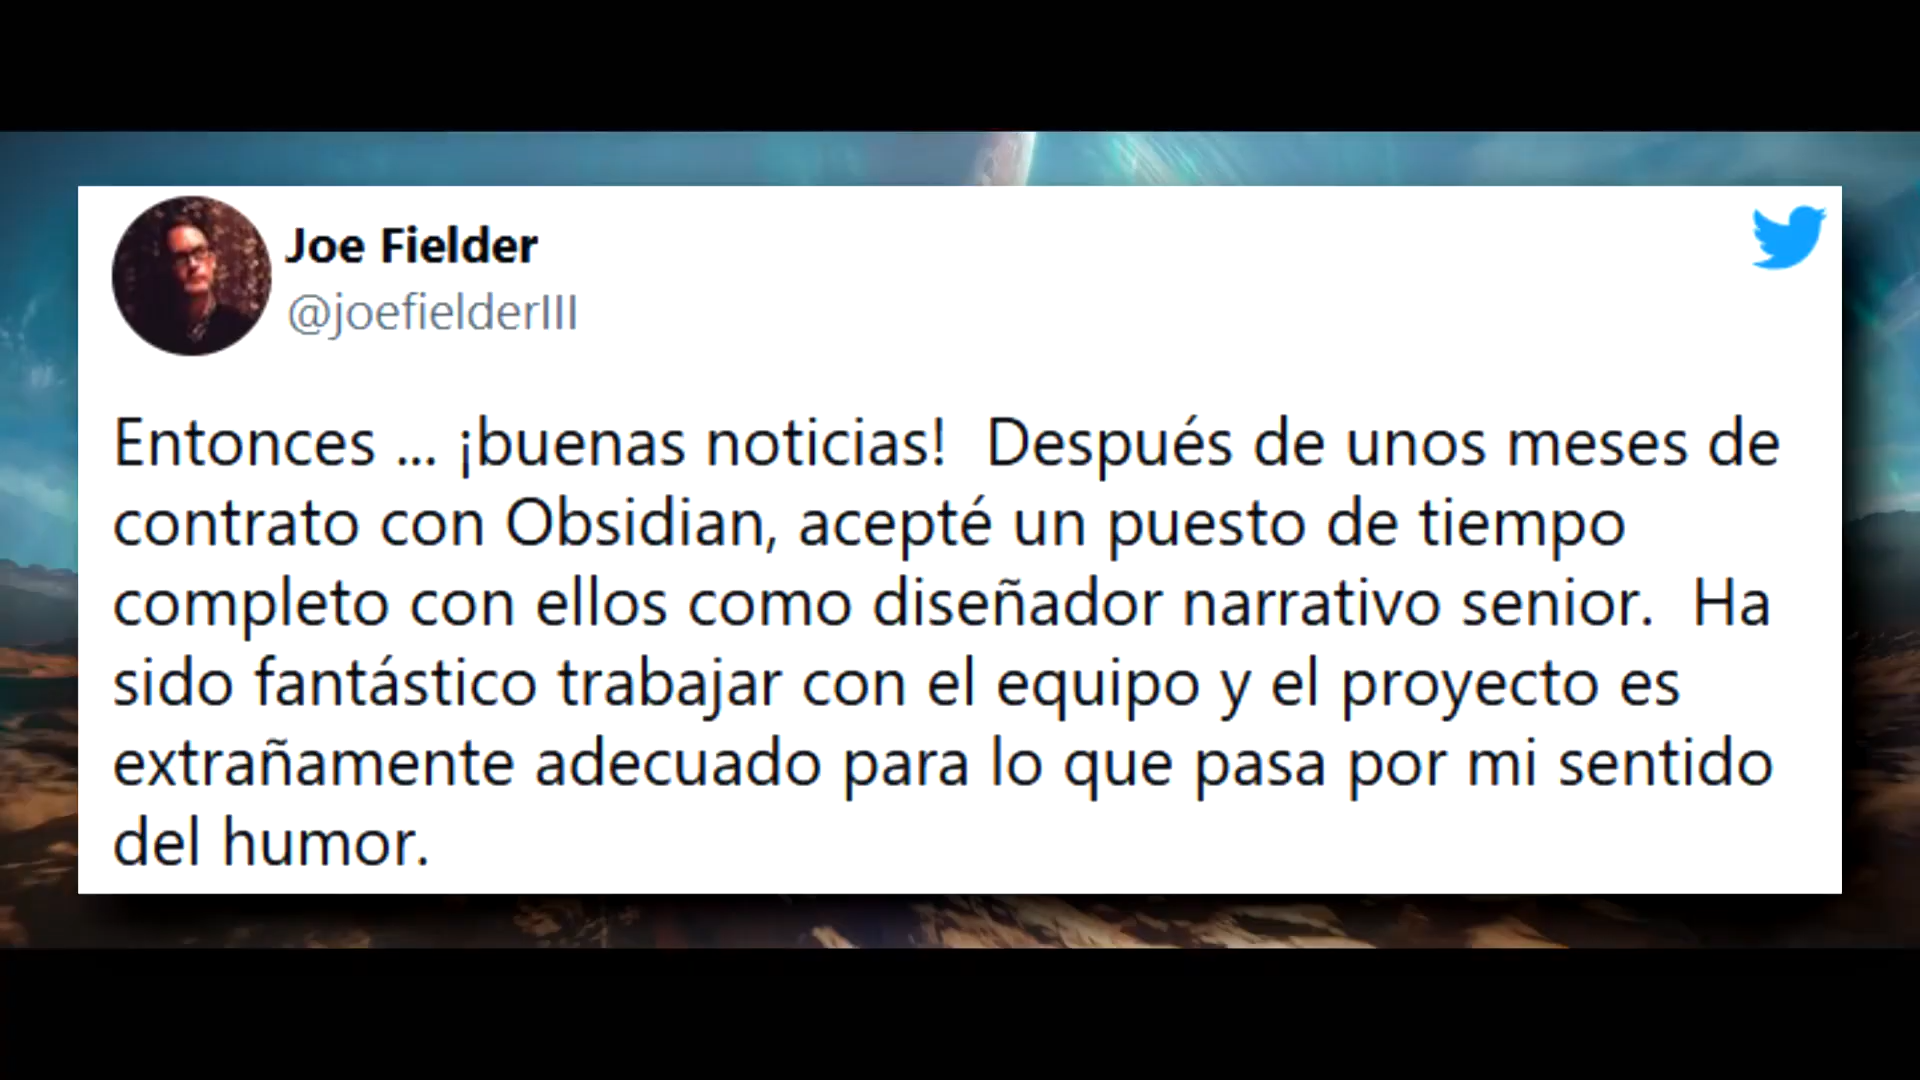 Joe Fielder
@joefielderIII
Entonces ... ¡buenas noticias!  Después de unos meses de
contrato con Obsidian, acepté un puesto de tiempo
completo con ellos como diseñador narrativo senior.  Ha
sido fantástico trabajar con el equipo y el proyecto es
extrañamente adecuado para lo que pasa por mi sentido
del humor.